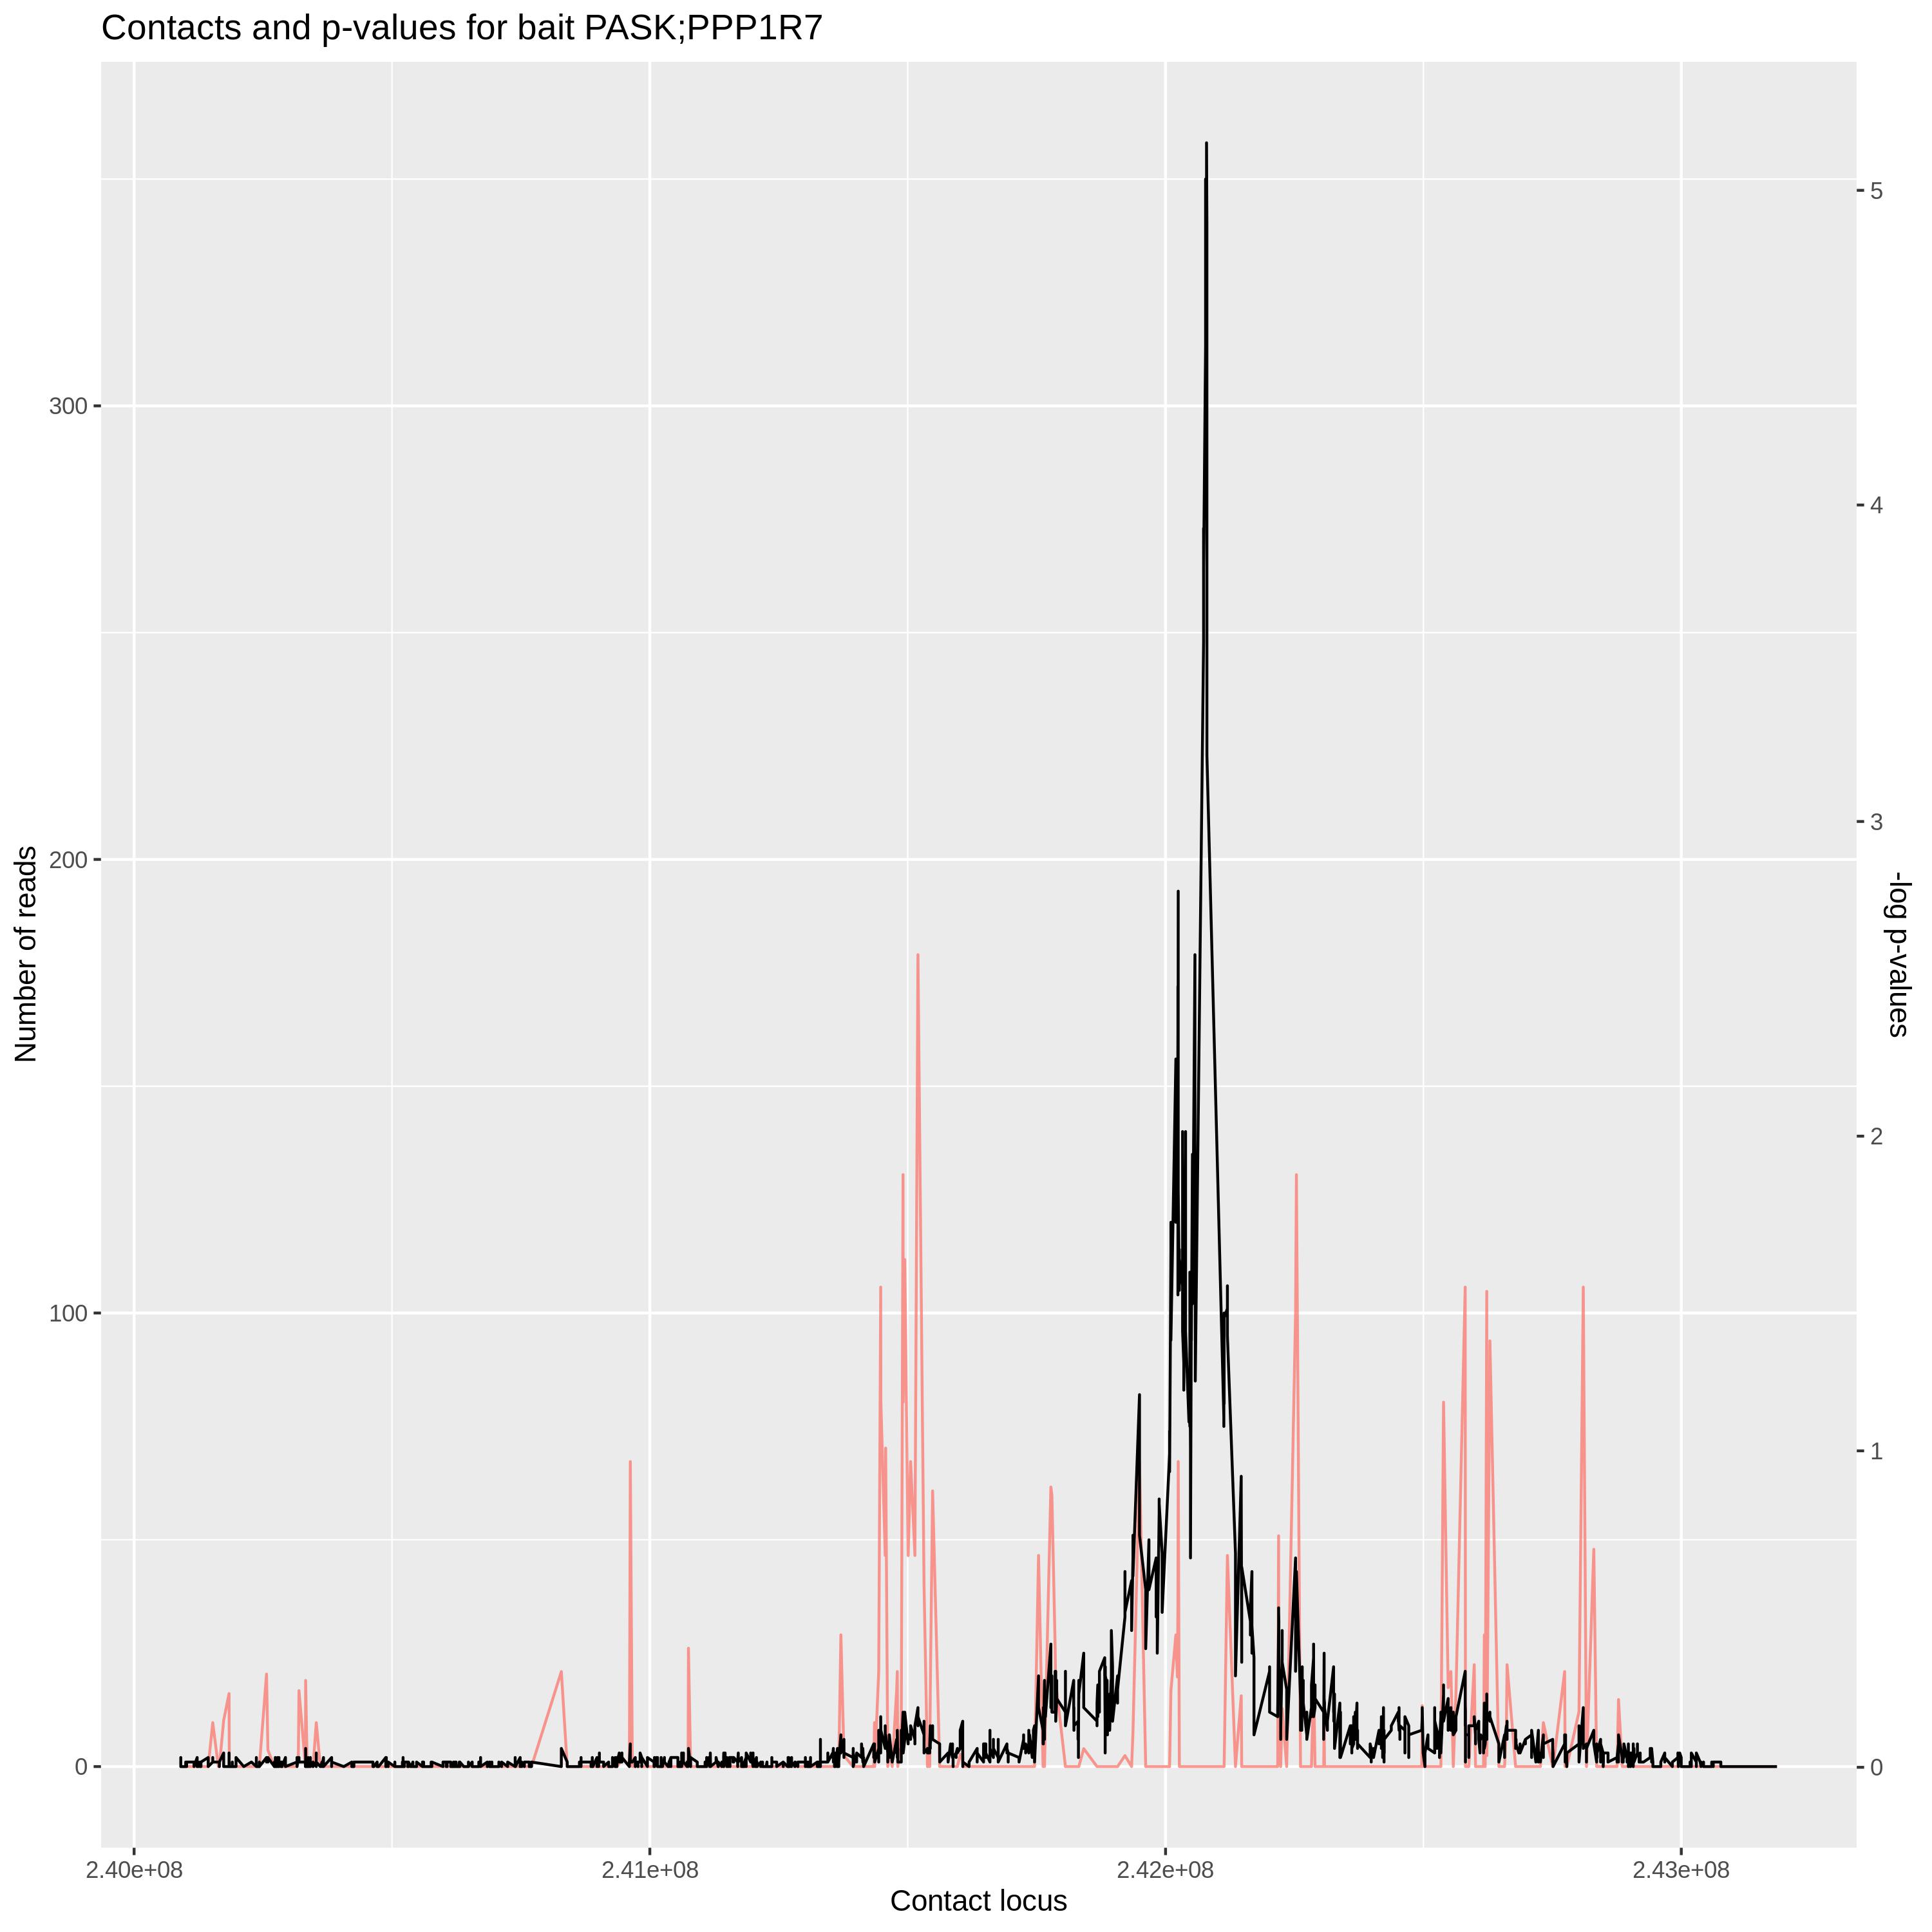 Contacts and p-values for bait PASK;PPP1R7
Number of reads
300
200
100
0
5
4
3
2
1
0
-log p-values
2.40e+08
2.41e+08
2.42e+08
2.43e+08
Contact locus